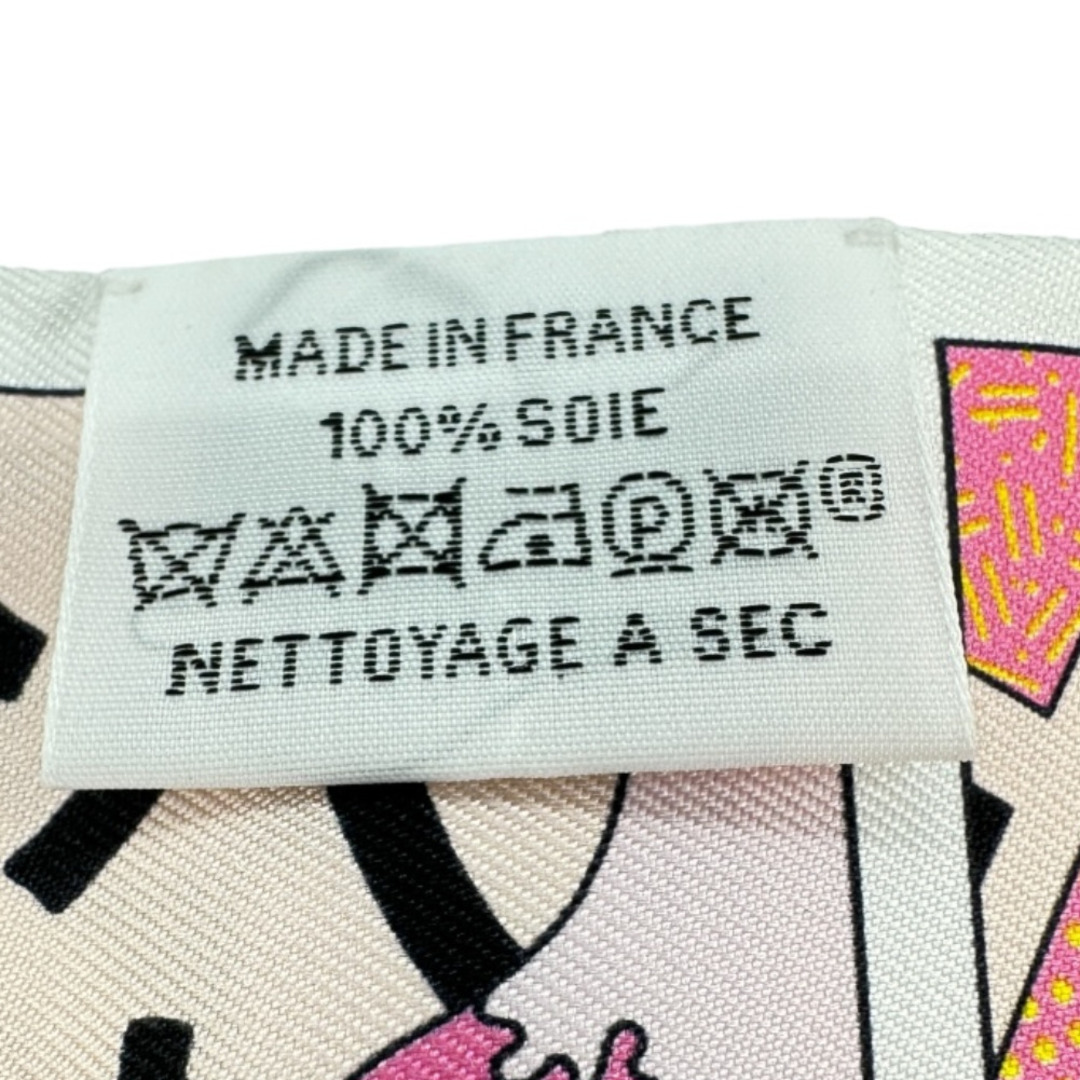 MADE IN FRANCE
100% SOIE
P W ®
NETTOYAGE A SEC